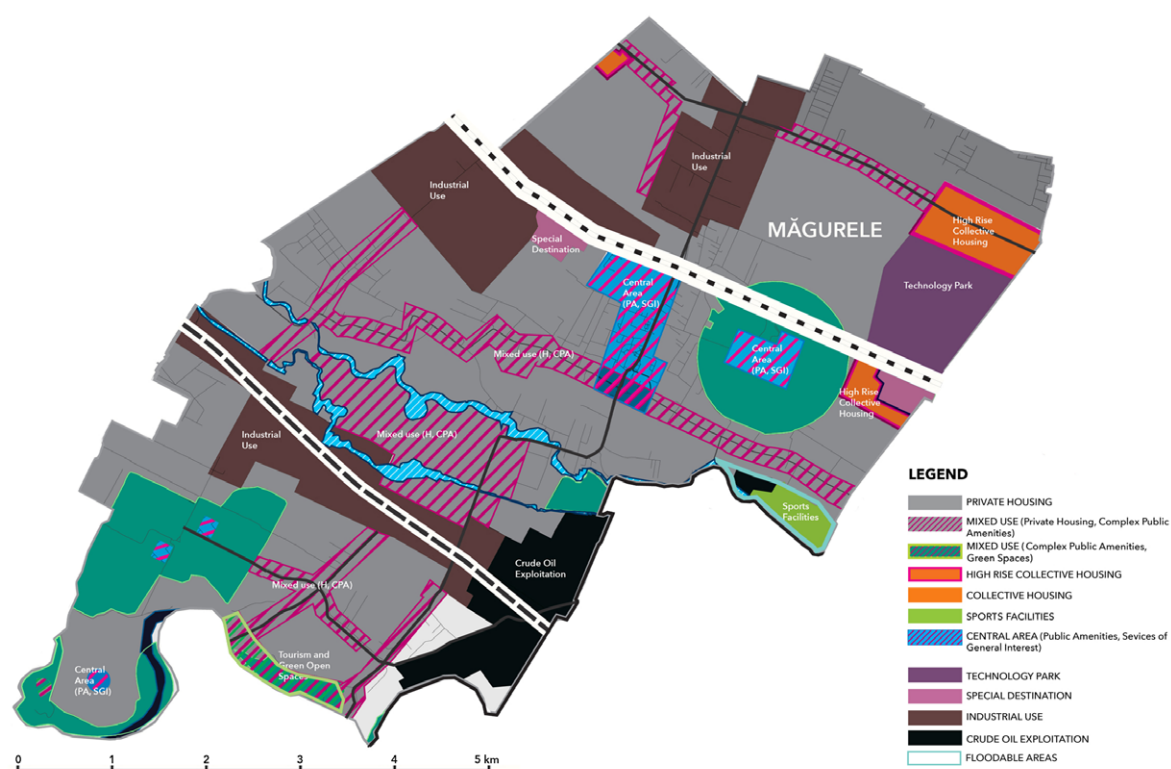 Industrial
Use
Industrial
Use
MĂGURELE
High Rise
Collective
Housing
Special
Destination
Technology Park
Central
Area
(PA, SGI)
Mixed use (H, CPA)
Central
Area
(PA, SGI)
High Rise
Collective
Housing
Mixed use (H, CPA)
Industrial
Use
Sports
Facilities
Crude Oil
Exploitation
Mixed use (H, CPA)
Tourism and
Green Open
Spaces
Central
Area
(PA, SGI)
LEGEND
PRIVATE HOUSING
MIXED USE (Private Housing, Complex Public
Amenities)
MIXED USE ( Complex Public Amenities,
Green Spaces)
HIGH RISE COLLECTIVE HOUSING
COLLECTIVE HOUSING
SPORTS FACILITIES
CENTRAL AREA (Public Amenities, Sevices of
General Interest)
TECHNOLOGY PARK
SPECIAL DESTINATION
INDUSTRIAL USE
CRUDE OIL EXPLOITATION
FLOODABLE AREAS
0 1 2 3 4 5 km